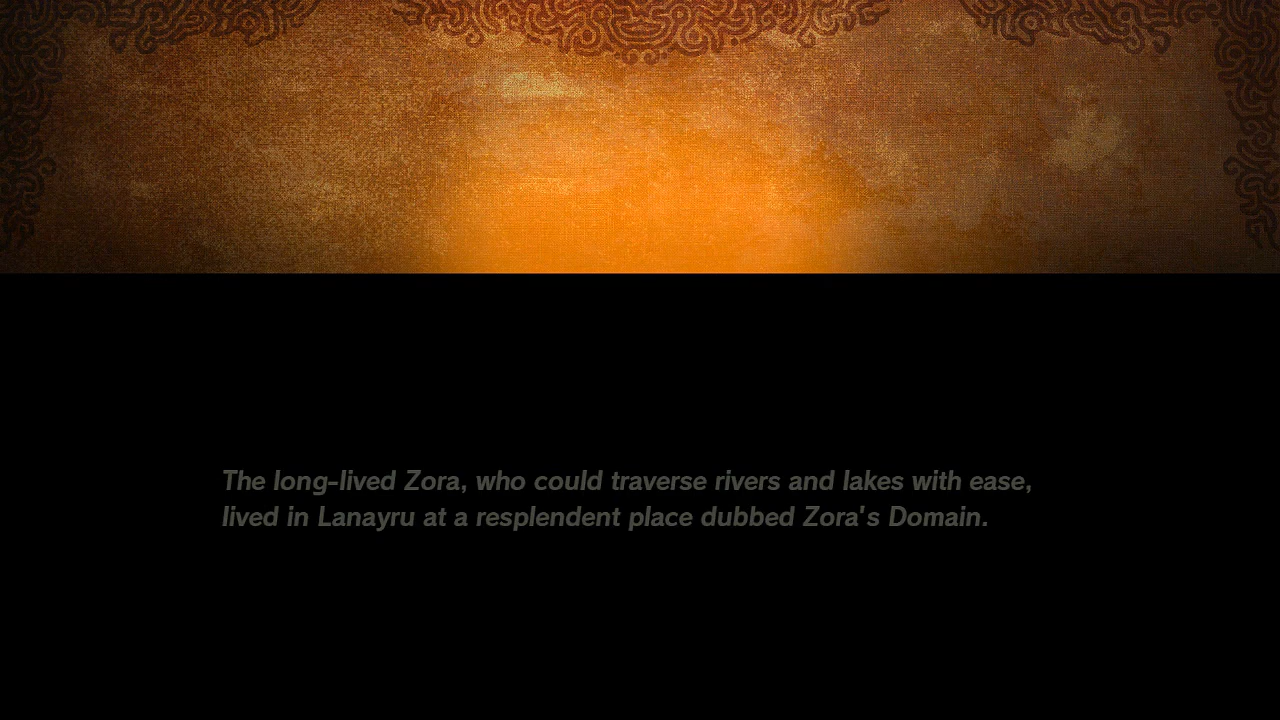 The long-lived Zora, who could traverse rivers and lakes with ease,
lived in Lanayru at a resplendent place dubbed Zora's Domain.